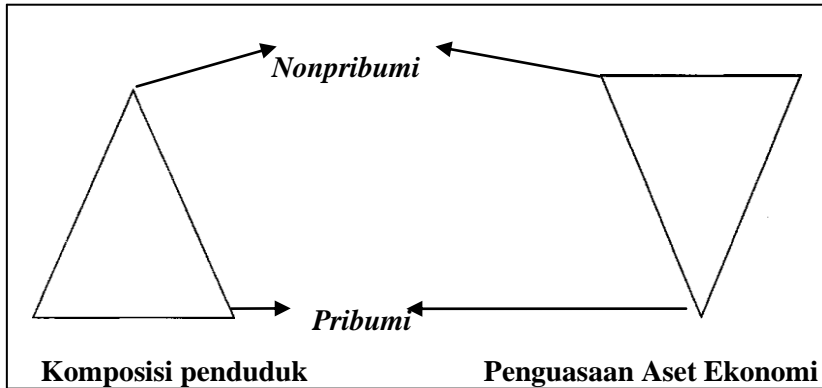 Nonpribumi
Pribumi
Komposisi penduduk
Penguasaan Aset Ekonomi